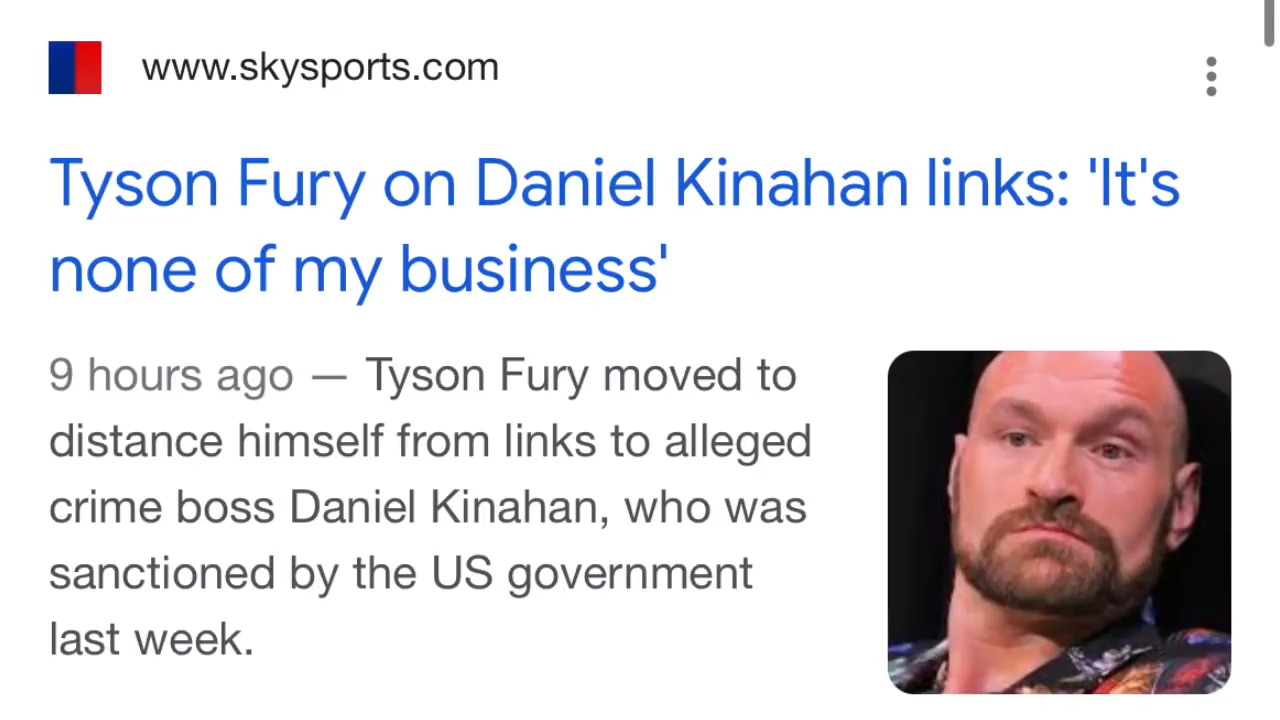 www.skysports.com
Tyson Fury on Daniel Kinahan links: 'It's
none of my business'
9 hours ago — Tyson Fury moved to
distance himself from links to alleged
crime boss Daniel Kinahan, who was
sanctioned by the US government
last week.